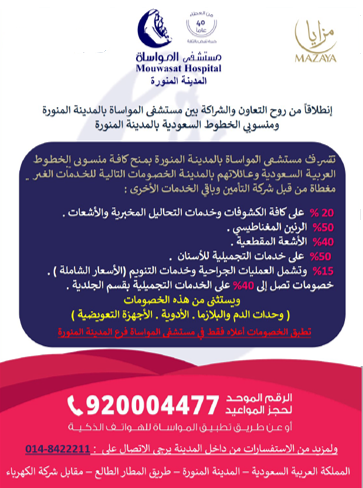 مزايا
MAZAYA
40
مستشفى المواساة
Mouwasat Hospital
المدينة المنورة
إنطلاقاً من روح التعاون والشراكة بين مستشفى المواساة بالمدينة المنورة
ومنسوبي الخطوط السعودية بالمدينة المنورة
تتشرف مستشفى المواساة بالمدينة المنورة بمنح كافة منسوبي الخطوط
العربية السعودية وعائلاتهم بالمدينة الخصومات التالية للخدمات الغير
مغطاة من قبل شركة التأمين وباقي الخدمات الأخرى :
20 % على كافة الكشوفات وخدمات التحاليل المخبرية والأشعات .
50% الرنين المغناطيسي .
40% الأشعة المقطعية .
50% على خدمات التجميلية للأسنان .
15% وتشمل العمليات الجراحية وخدمات التنويم (الأسعار الشاملة ) .
خصومات تصل إلى 40% على الخدمات التجميلية بقسم الجلدية .
ويستثنى من هذه الخصومات
( وحدات الدم والبلازما . الأدوية . الأجهزة التعويضية )
تطبق الخصومات أعلاه فقط في مستشفى المواساة فرع المدينة المنورة
الرقم الموحد
لحجز المواعيد
920004477
أو عن طريق تطبيق المواساة للهواتف الذكية
ولمزيد من الاستفسارات من داخل المدينة يرجى الاتصال على : 8422211-014
المملكة العربية السعودية – المدينة المنورة – طريق المطار الطالع – مقابل شركة الكهرباء